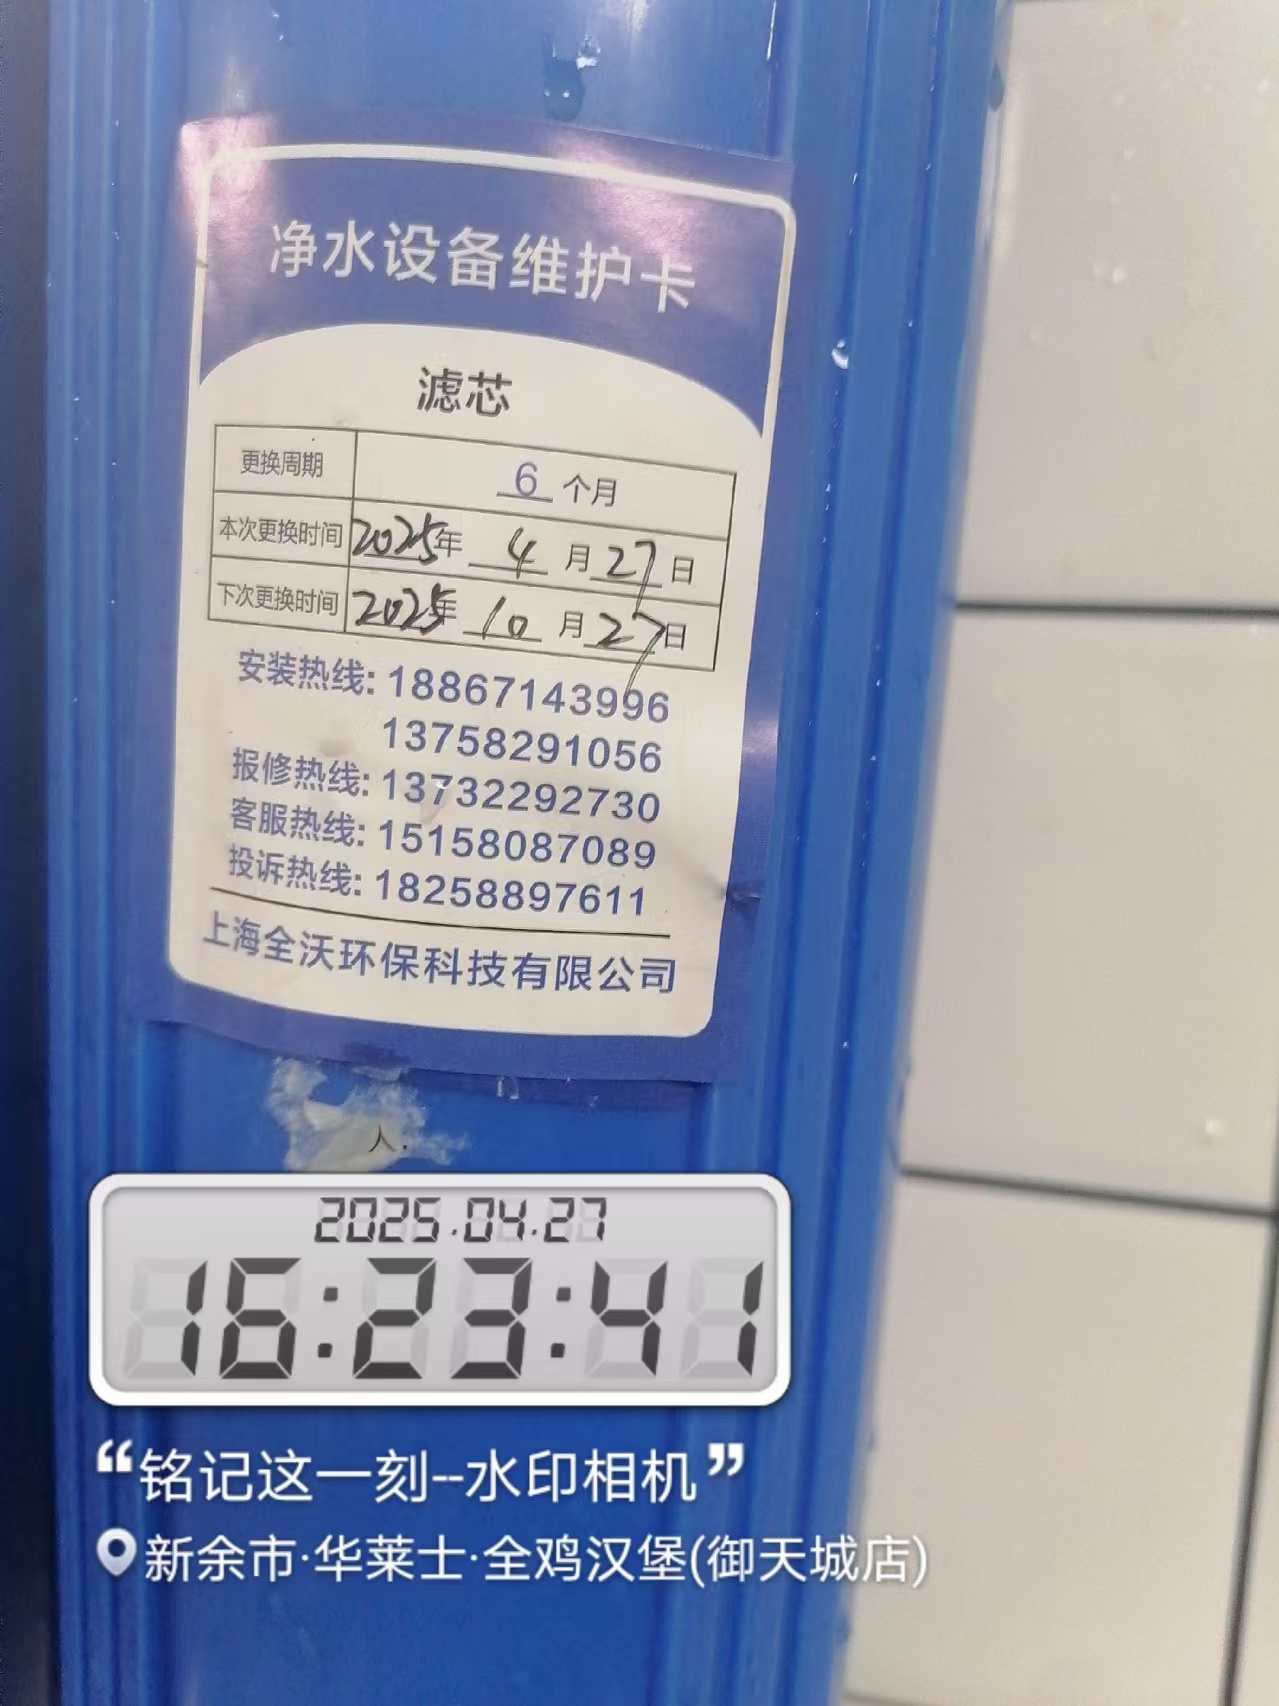 净水设备维护卡
滤芯
更换周期 6 个月
本次更换时间 2025年 4 月 27 日
下次更换时间 2025年 10 月 27 日
安装热线: 18867143996
13758291056
报修热线: 13732292730
客服热线: 15158087089
投诉热线: 18258897611
上海全沃环保科技有限公司
人.
2025.04.27
16:23:41
“铭记这一刻--水印相机”
新余市·华莱士·全鸡汉堡(御天城店)